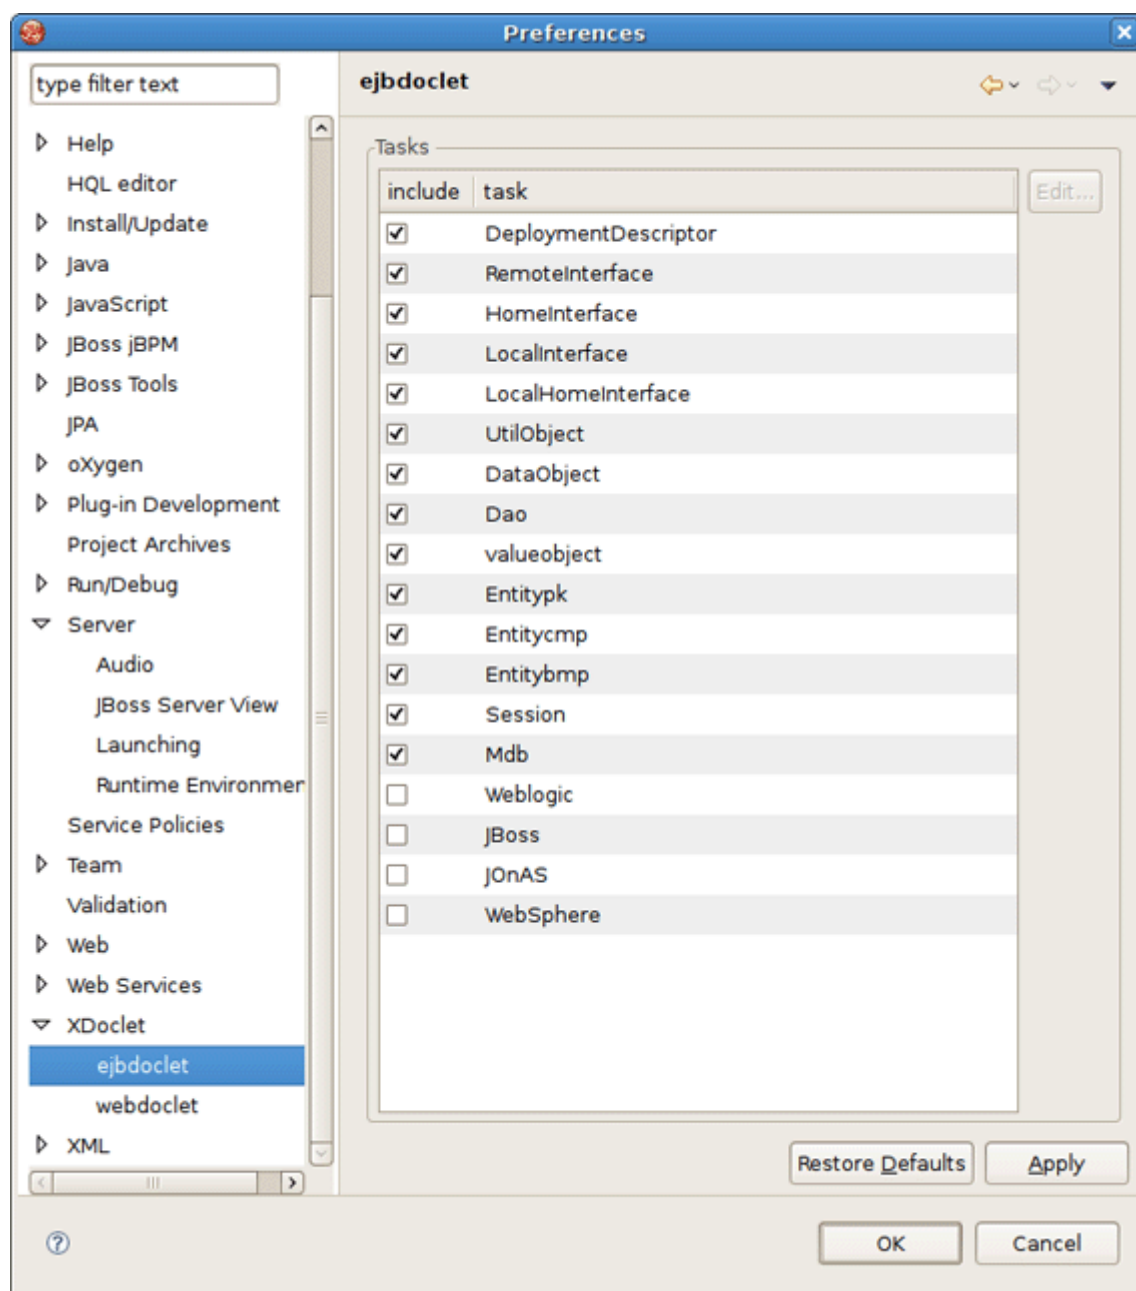 Preferences
type filter text
Help
HQL editor
Install/Update
Java
JavaScript
JBoss jBPM
JBoss Tools
JPA
oXygen
Plug-in Development
Project Archives
Run/Debug
Server
Audio
JBoss Server View
Launching
Runtime Environmen
Service Policies
Team
Validation
Web
Web Services
XDoclet
ejbdoclet
webdoclet
XML
ejbdoclet
Tasks
include task
Edit...
DeploymentDescriptor
RemoteInterface
HomeInterface
LocalInterface
LocalHomeInterface
UtilObject
DataObject
Dao
valueobject
Entitypk
Entitycmp
Entitybmp
Session
Mdb
Weblogic
JBoss
JOnAS
WebSphere
Restore Defaults Apply
OK Cancel